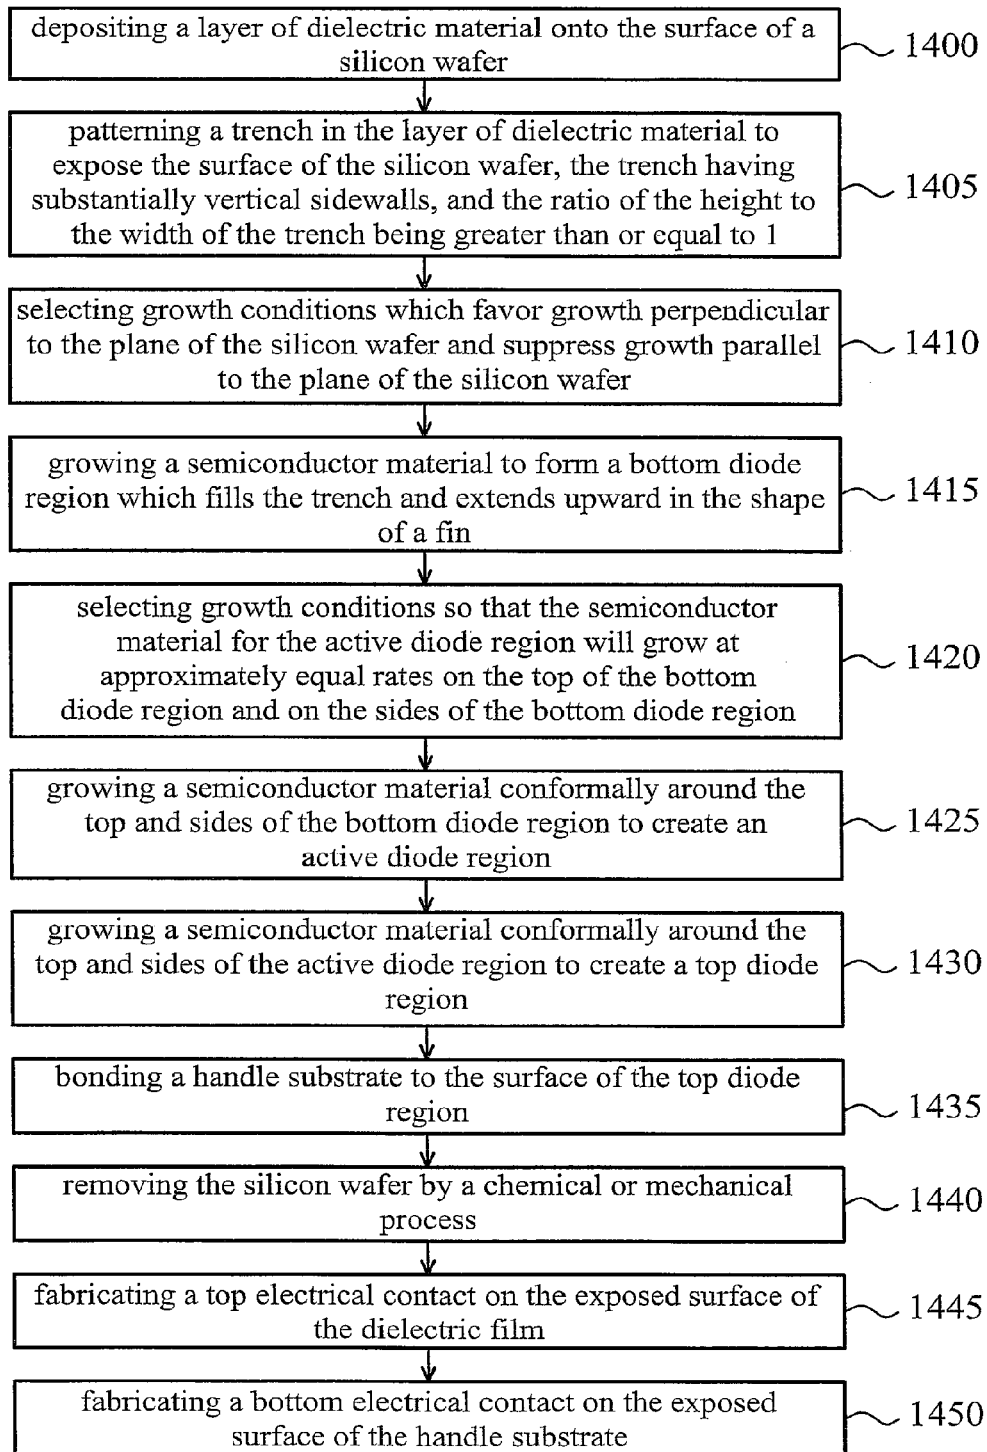 depositing a layer of dielectric material onto the surface of a
silicon wafer
1400
patterning a trench in the layer of dielectric material to
expose the surface of the silicon wafer, the trench having
substantially vertical sidewalls, and the ratio of the height to
the width of the trench being greater than or equal to 1
1405
selecting growth conditions which favor growth perpendicular
to the plane of the silicon wafer and suppress growth parallel
to the plane of the silicon wafer
1410
growing a semiconductor material to form a bottom diode
region which fills the trench and extends upward in the shape
of a fin
1415
selecting growth conditions so that the semiconductor
material for the active diode region will grow at
approximately equal rates on the top of the bottom
diode region and on the sides of the bottom diode region
1420
growing a semiconductor material conformally around the
top and sides of the bottom diode region to create an
active diode region
1425
growing a semiconductor material conformally around the
top and sides of the active diode region to create a top diode
region
1430
bonding a handle substrate to the surface of the top diode
region
1435
removing the silicon wafer by a chemical or mechanical
process
1440
fabricating a top electrical contact on the exposed surface of
the dielectric film
1445
fabricating a bottom electrical contact on the exposed
surface of the handle substrate
1450